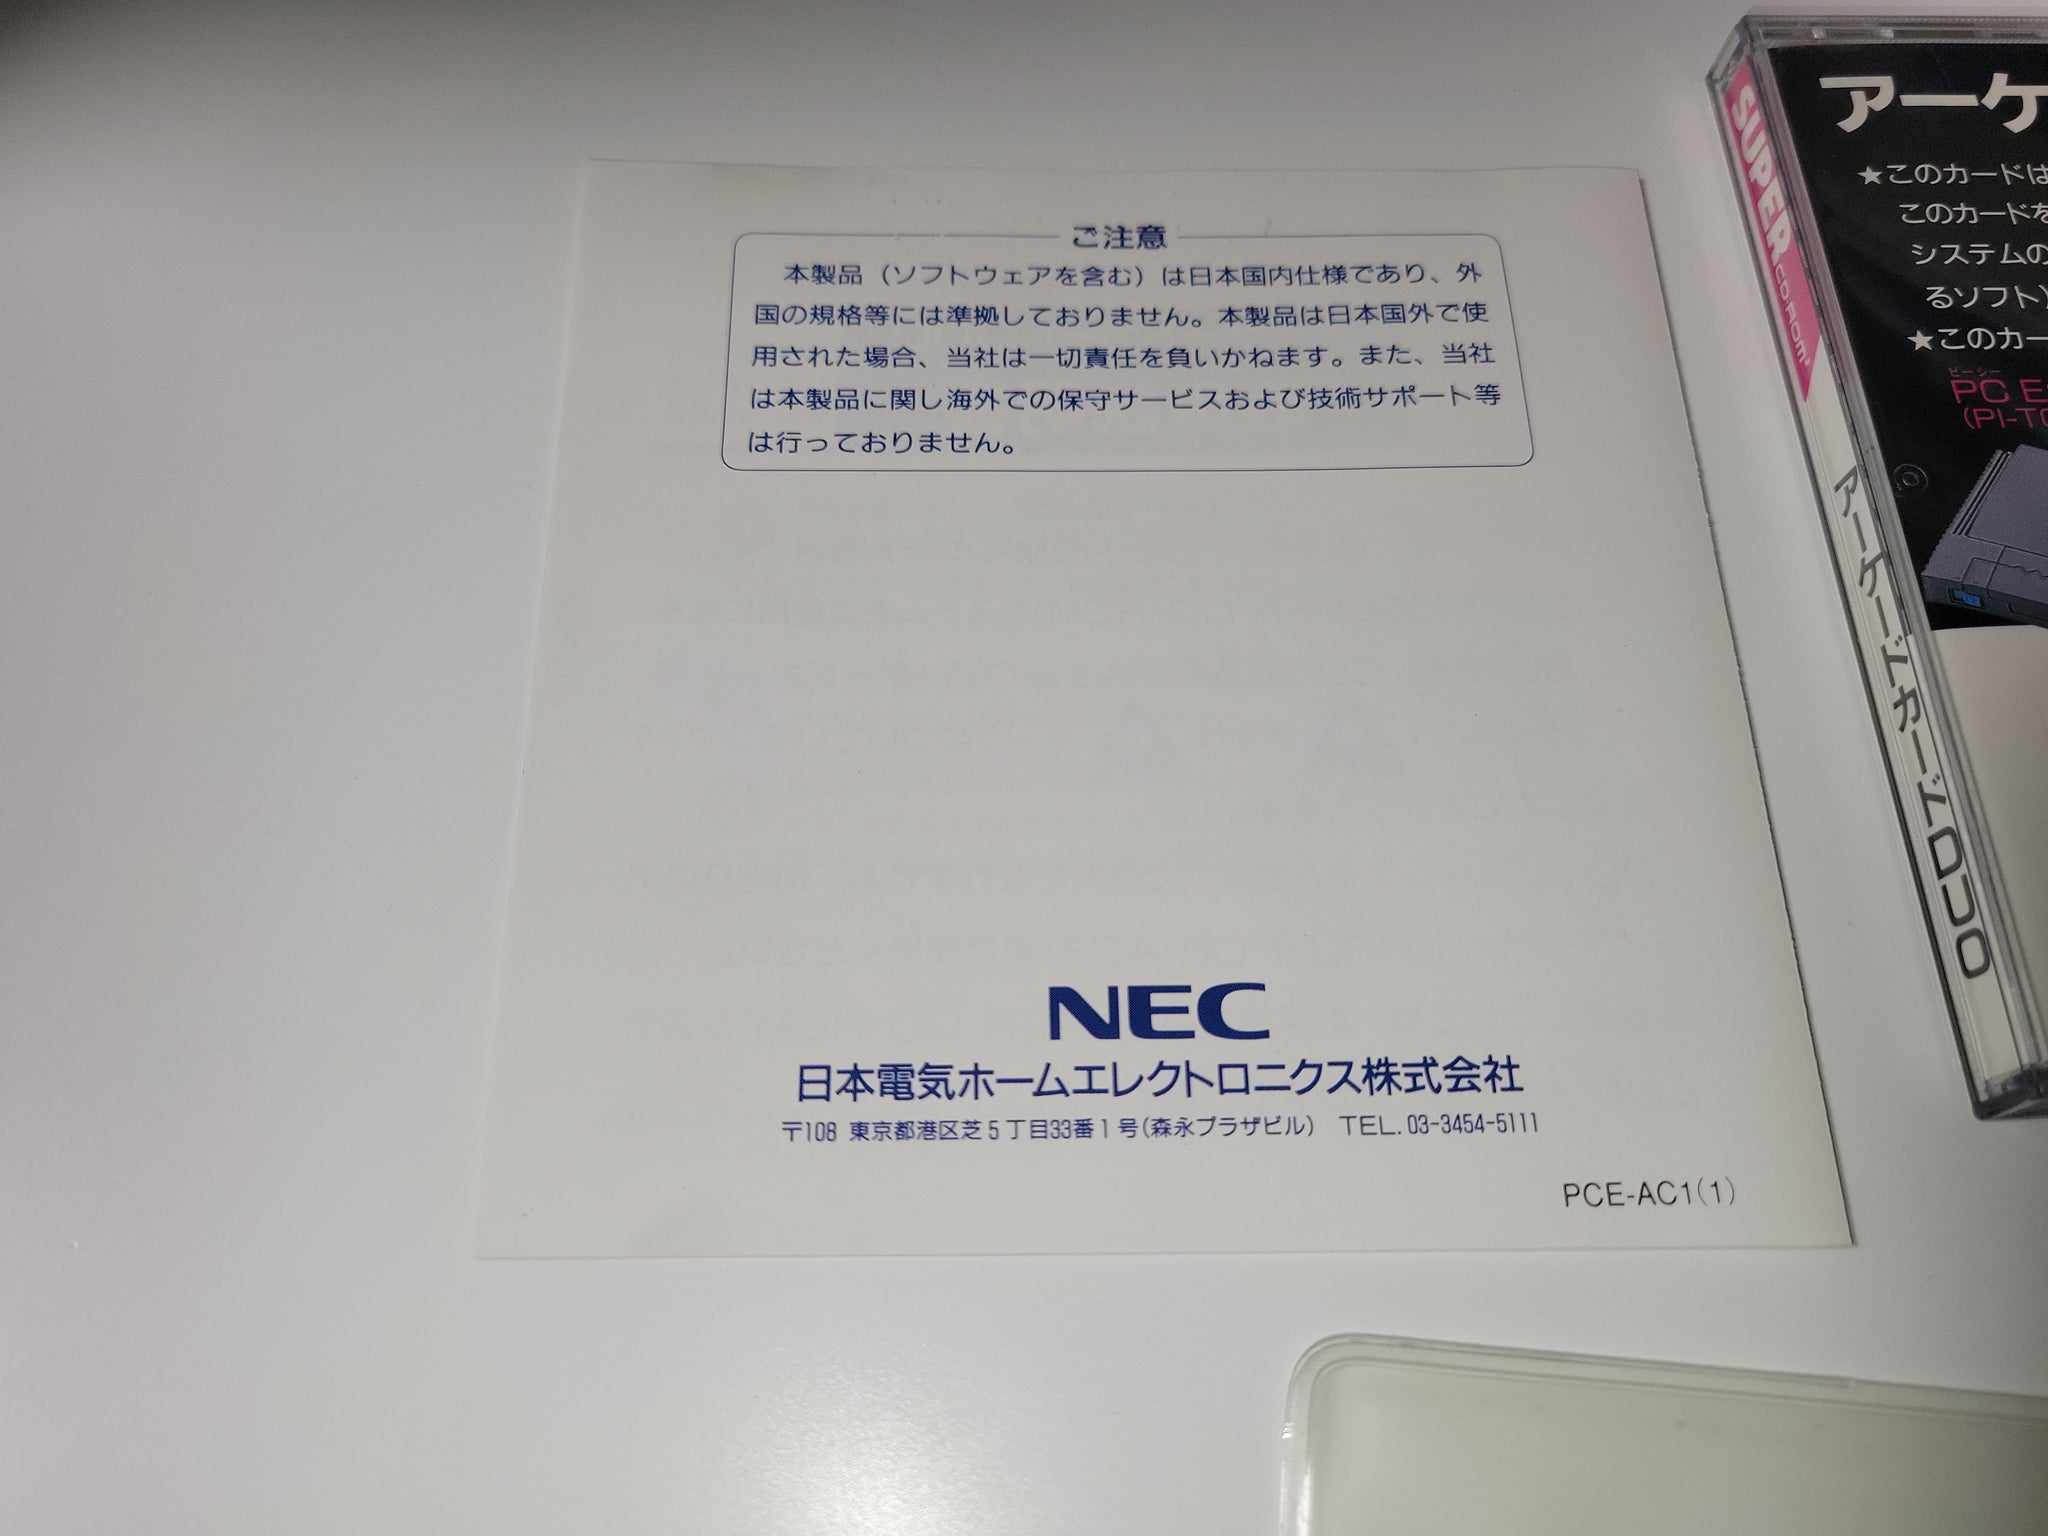 ご注意
本製品（ソフトウェアを含む）は日本国内仕様であり、外
国の規格等には準拠しておりません。本製品は日本国外で使
用された場合、当社は一切責任を負いかねます。また、当社
は本製品に関し海外での保守サービスおよび技術サポート等
は行っておりません。
NEC
日本電気ホームエレクトロニクス株式会社
〒108 東京都港区芝5丁目33番1号(森永プラザビル) TEL. 03-3454-5111
PCE-AC1(1)
SUPER CD・ROM²
アーケードカードDUO
アーケ
★このカードは
このカードを
システムの
るソフト)
★このカー
ピーシー
PC E
(PI-T